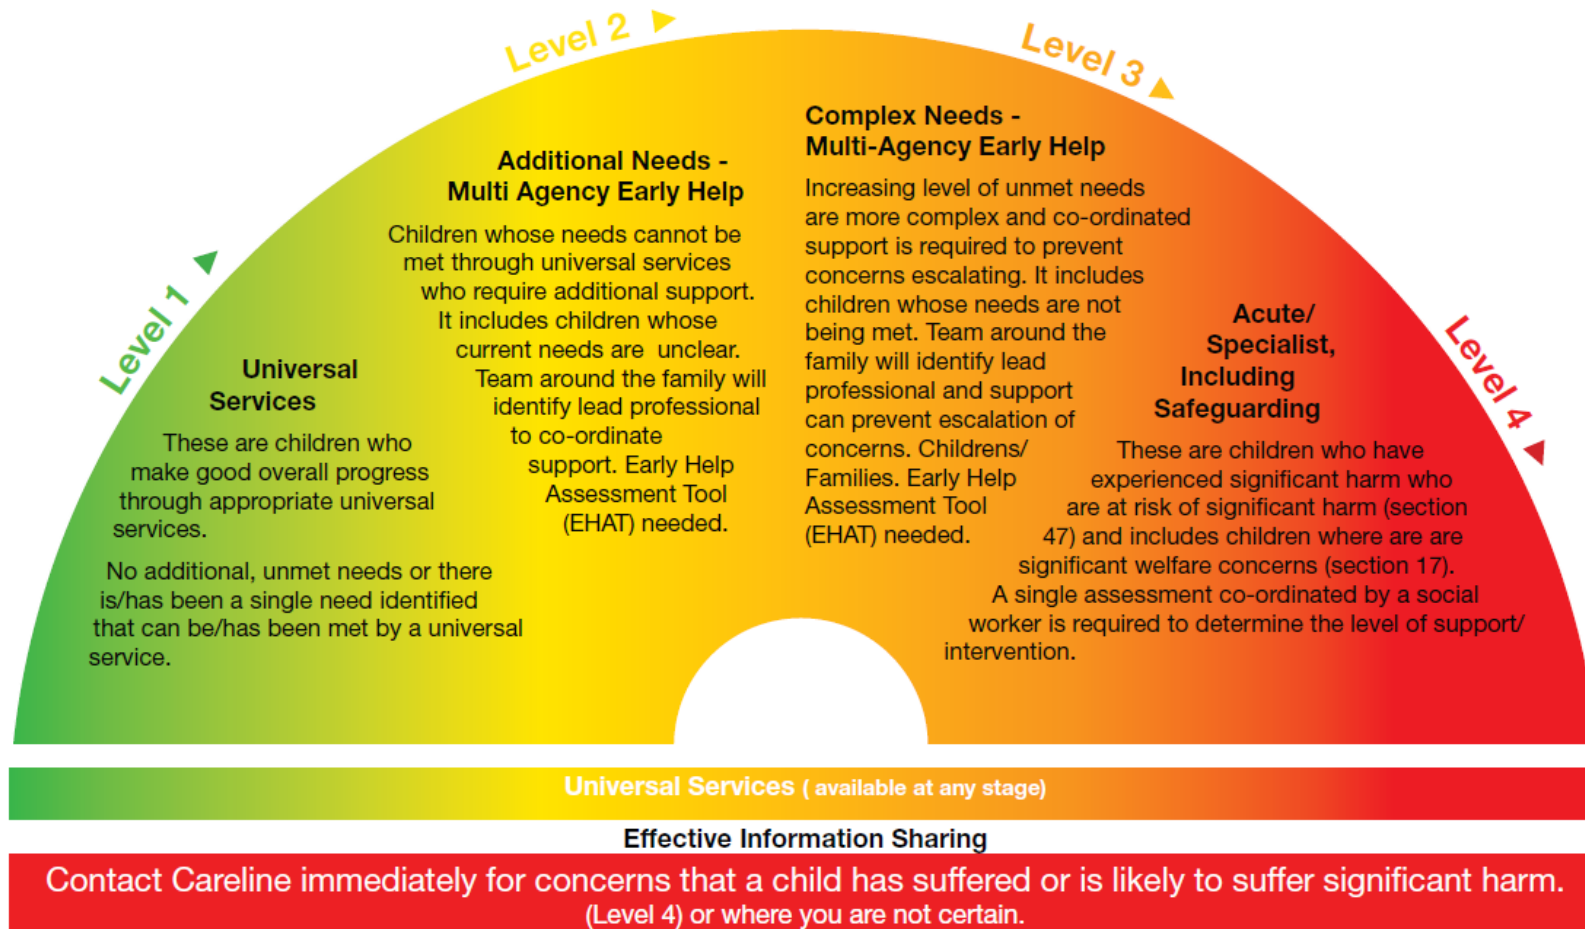 Level 1
Universal
Services
These are children who
make good overall progress
through appropriate universal
services.
No additional, unmet needs or there
is/has been a single need identified
that can be/has been met by a universal
service.
Level 2
Additional Needs -
Multi Agency Early Help
Children whose needs cannot be
met through universal services
who require additional support.
It includes children whose
current needs are unclear.
Team around the family will
identify lead professional
to co-ordinate
support. Early Help
Assessment Tool
(EHAT) needed.
Level 3
Complex Needs -
Multi-Agency Early Help
Increasing level of unmet needs
are more complex and co-ordinated
support is required to prevent
concerns escalating. It includes
children whose needs are not
being met. Team around the
family will identify lead
professional and support
can prevent escalation of
concerns. Childrens/
Families. Early Help
Assessment Tool
(EHAT) needed.
Level 4
Acute/
Specialist,
Including
Safeguarding
These are children who have
experienced significant harm who
are at risk of significant harm (section
47) and includes children where are are
significant welfare concerns (section 17).
A single assessment co-ordinated by a social
worker is required to determine the level of support/
intervention.
Universal Services ( available at any stage)
Effective Information Sharing
Contact Careline immediately for concerns that a child has suffered or is likely to suffer significant harm.
(Level 4) or where you are not certain.